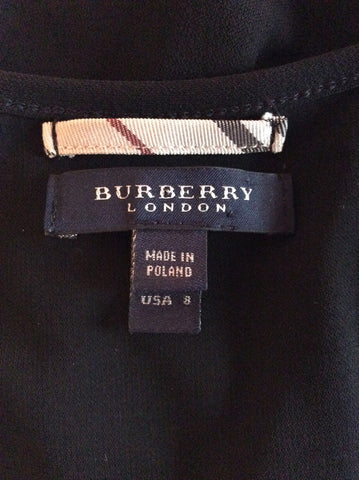 BURBERRY
LONDON
MADE IN
POLAND
USA 8